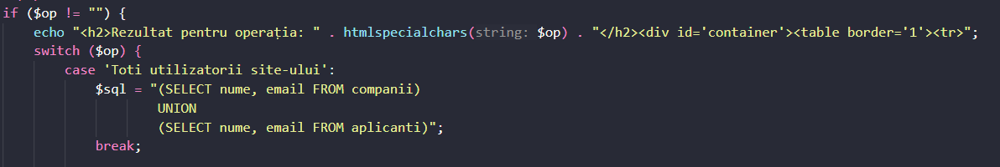 if ($op != "") {
    echo "<h2>Rezultat pentru operația: " . htmlspecialchars(string: $op) . "</h2><div id='container'><table border='1'><tr>";
    switch ($op) {
        case 'Toti utilizatorii site-ului':
            $sql = "(SELECT nume, email FROM companii)
                    UNION
                    (SELECT nume, email FROM aplicanti)";
            break;